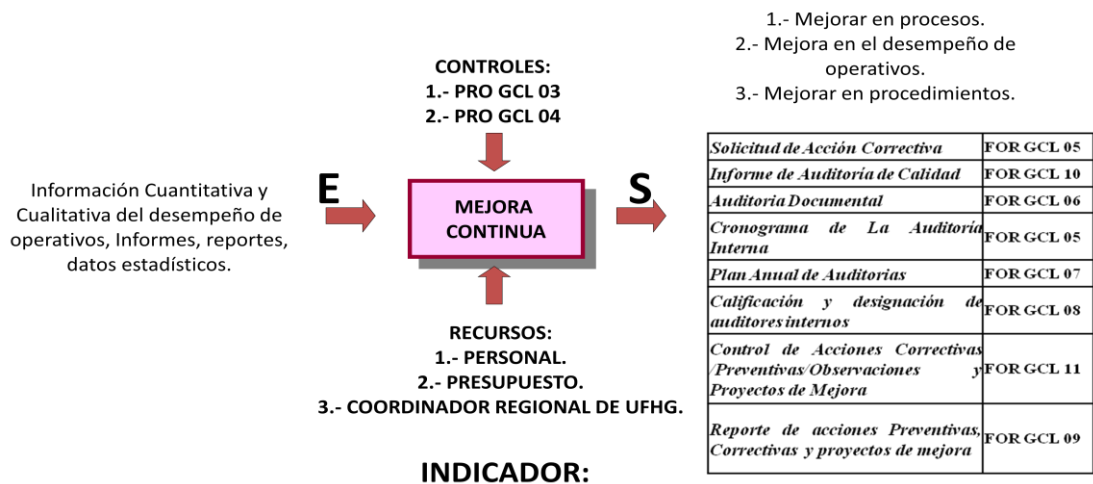 1.- Mejorar en procesos.
2.- Mejora en el desempeño de
operativos.
3.- Mejorar en procedimientos.
CONTROLES:
1.- PRO GCL 03
2.- PRO GCL 04
Información Cuantitativa y
Cualitativa del desempeño de
operativos, Informes, reportes,
datos estadísticos.
E
MEJORA
CONTINUA
S
RECURSOS:
1.- PERSONAL.
2.- PRESUPUESTO.
3.- COORDINADOR REGIONAL DE UFHG.
INDICADOR:
Solicitud de Acción Correctiva FOR GCL 05
Informe de Auditoría de Calidad FOR GCL 10
Auditoria Documental FOR GCL 06
Cronograma de La Auditoría
Interna FOR GCL 05
Plan Anual de Auditorias FOR GCL 07
Calificación y designación de
auditores internos FOR GCL 08
Control de Acciones Correctivas
/Preventivas/Observaciones y
Proyectos de Mejora FOR GCL 11
Reporte de acciones Preventivas,
Correctivas y proyectos de mejora FOR GCL 09